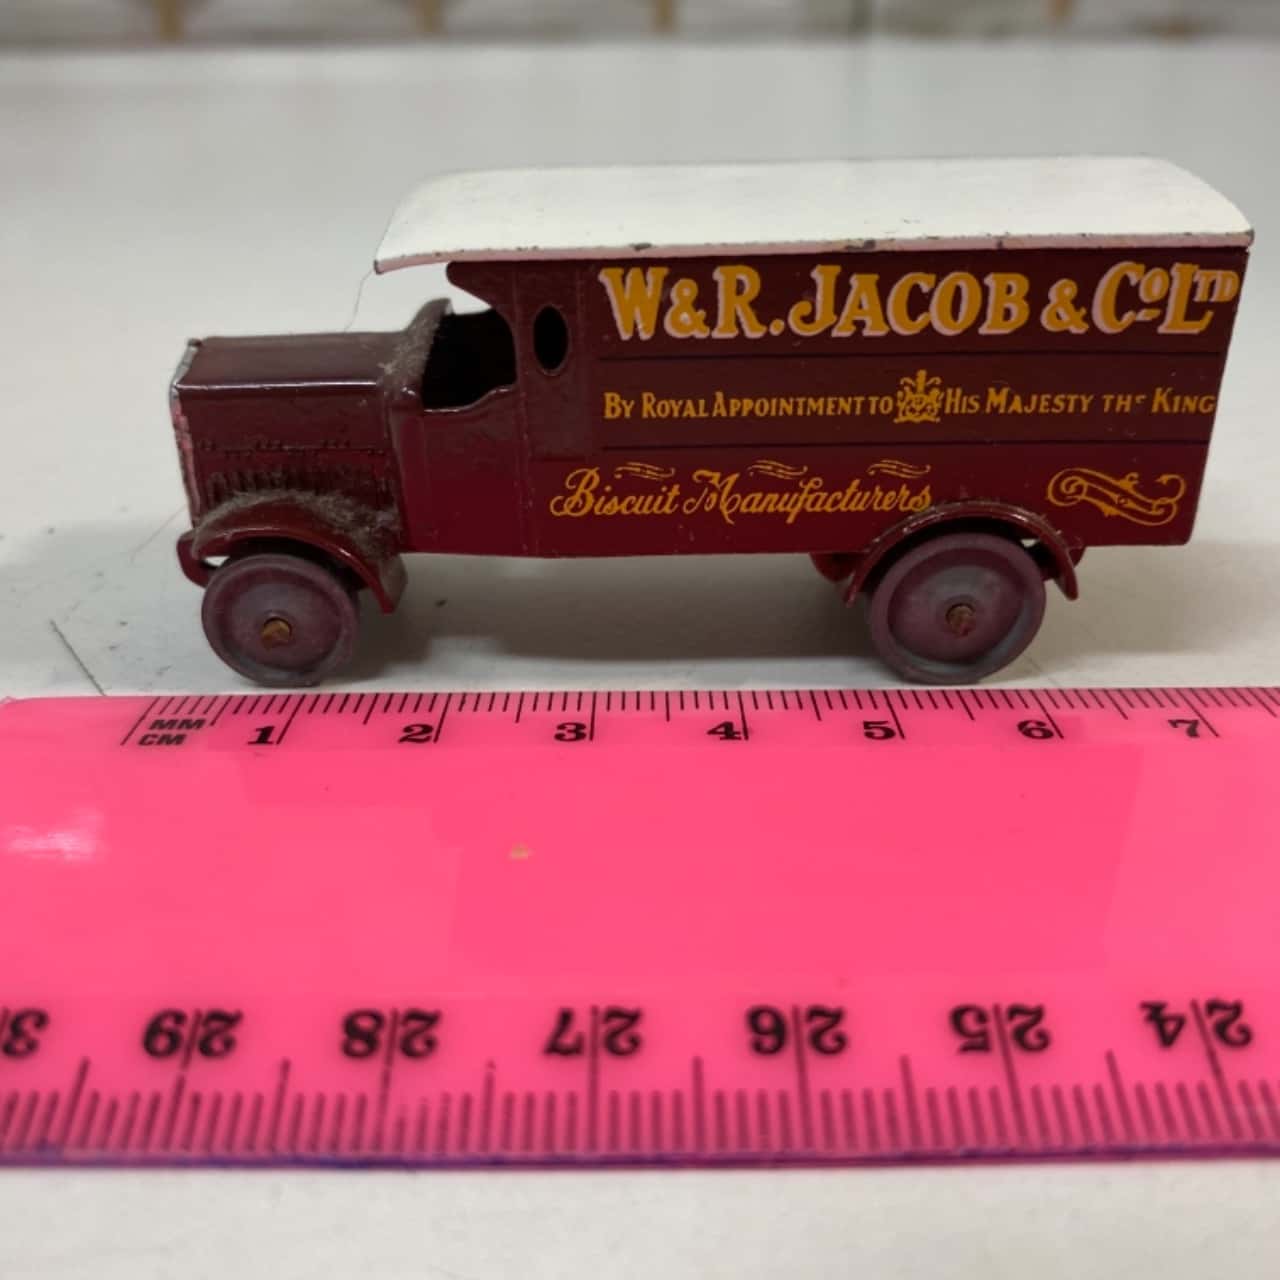 W & R. JACOB & Co LTD
BY ROYAL APPOINTMENT TO HIS MAJESTY THE KING
Biscuit Manufacturers
MM
CM
1 2 3 4 5 6 7
3 29 28 27 26 25 24